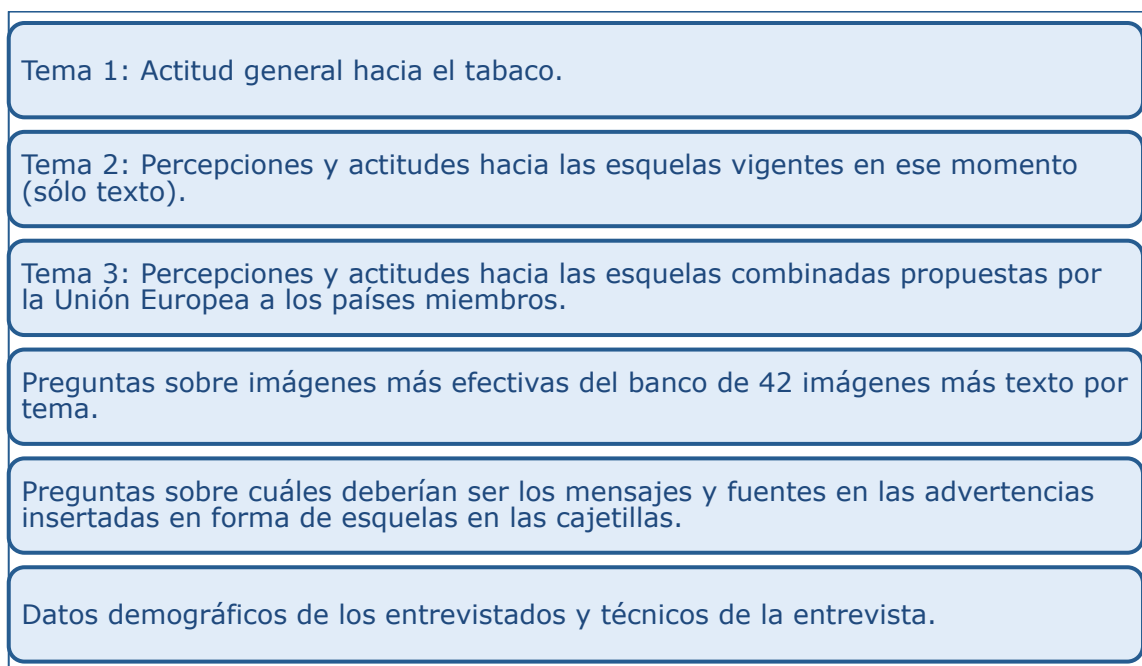 Tema 1: Actitud general hacia el tabaco.
Tema 2: Percepciones y actitudes hacia las esquelas vigentes en ese momento
(sólo texto).
Tema 3: Percepciones y actitudes hacia las esquelas combinadas propuestas por
la Unión Europea a los países miembros.
Preguntas sobre imágenes más efectivas del banco de 42 imágenes más texto por
tema.
Preguntas sobre cuáles deberían ser los mensajes y fuentes en las advertencias
insertadas en forma de esquelas en las cajetillas.
Datos demográficos de los entrevistados y técnicos de la entrevista.